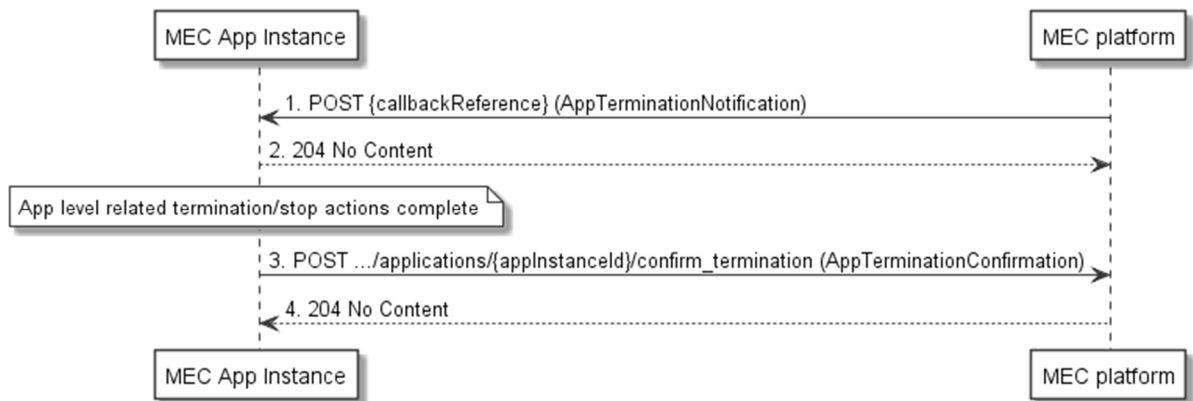 MEC App Instance
MEC platform
1. POST {callbackReference} (AppTerminationNotification)
2. 204 No Content
App level related termination/stop actions complete
3. POST .../applications/{appInstanceId}/confirm_termination (AppTerminationConfirmation)
4. 204 No Content
MEC App Instance
MEC platform